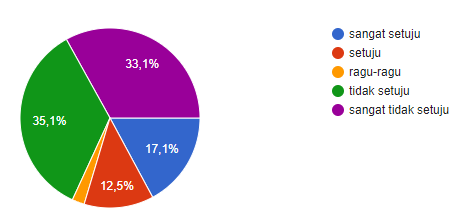 sangat setuju
setuju
ragu-ragu
tidak setuju
sangat tidak setuju
33,1%
35,1%
17,1%
12,5%